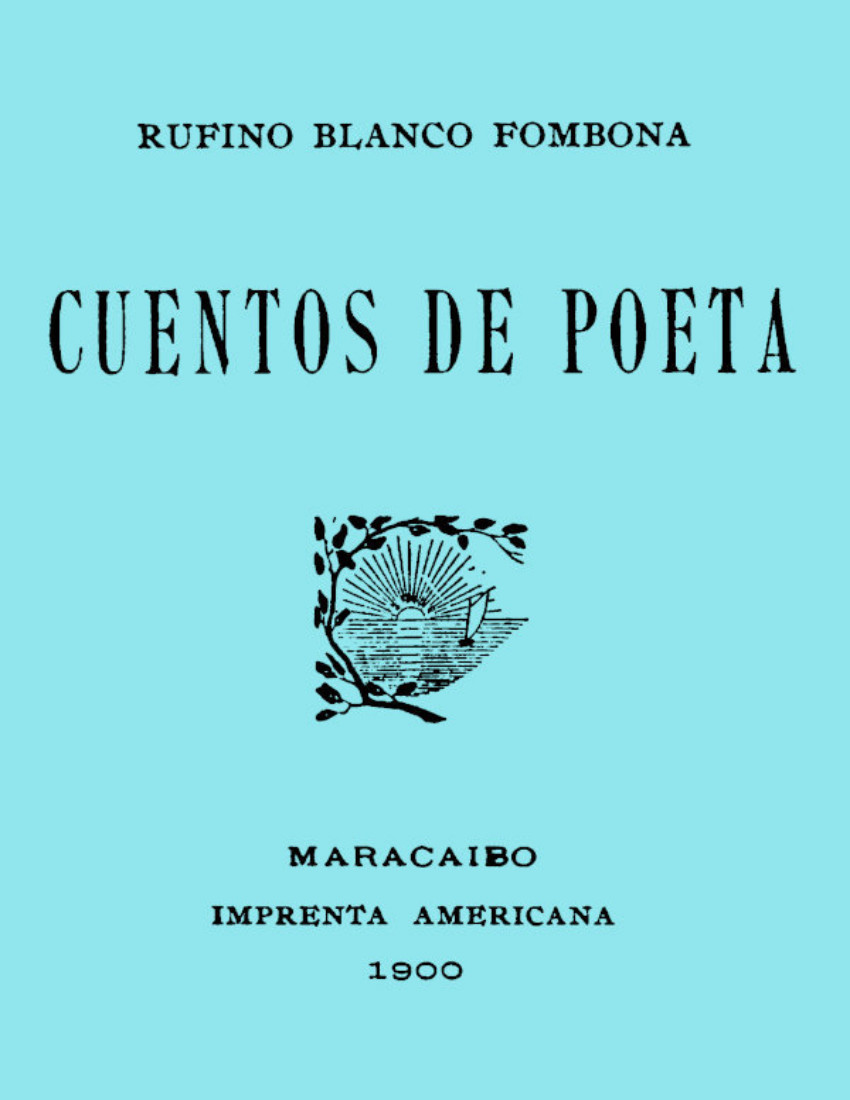 RUFINO BLANCO FOMBONA
CUENTOS DE POETA
MARACAIBO
IMPRENTA AMERICANA
1900